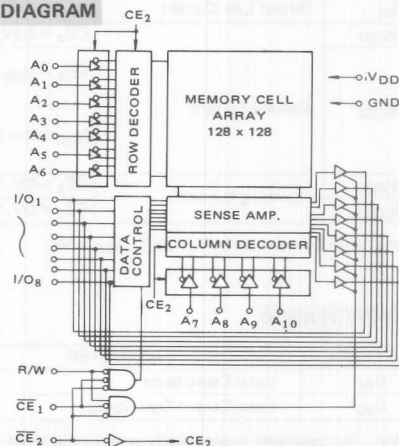 DIAGRAM
CE2
A0
A1
A2
A3
A4
A5
A6
ROW DECODER
MEMORY CELL
ARRAY
128 x 128
VDD
GND
I/O1
I/O8
DATA
CONTROL
SENSE AMP.
COLUMN DECODER
CE2
A7 A8 A9 A10
R/W
CE1
CE2
CE2